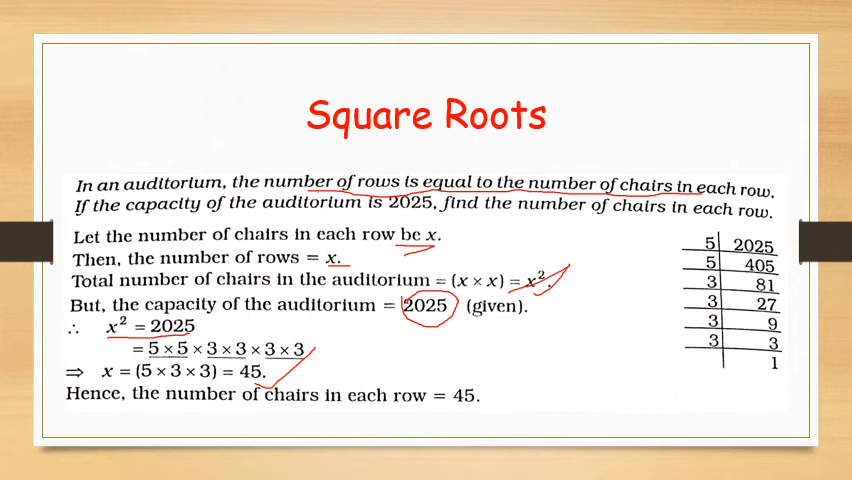 Square Roots
In an auditorium, the number of rows is equal to the number of chairs in each row.
If the capacity of the auditorium is 2025, find the number of chairs in each row.
Let the number of chairs in each row be x.
Then, the number of rows = x.
Total number of chairs in the auditorium = (x × x) = x².
But, the capacity of the auditorium = 2025 (given).
∴ x² = 2025
= 5 × 5 × 3 × 3 × 3 × 3
⇒ x = (5 × 3 × 3) = 45.
Hence, the number of chairs in each row = 45.
5 2025
5 405
3 81
3 27
3 9
3 3
1